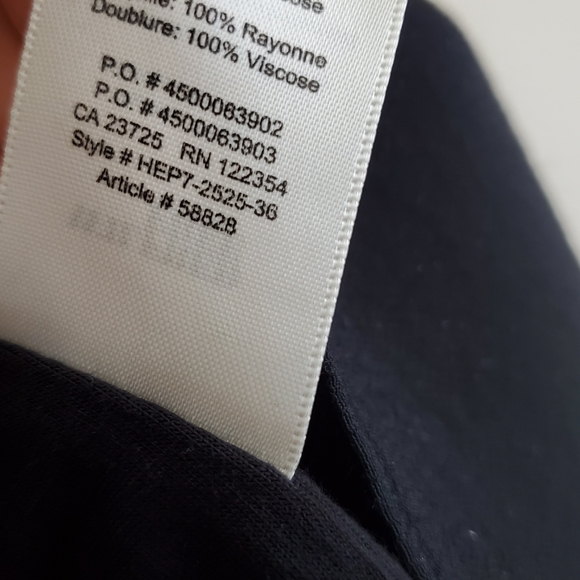 100% Rayonne
Doublure: 100% Viscose
P.O. # 4500063902
P.O. # 4500063903
CA 23725 RN 122354
Style # HEP7-2525-36
Article # 58828